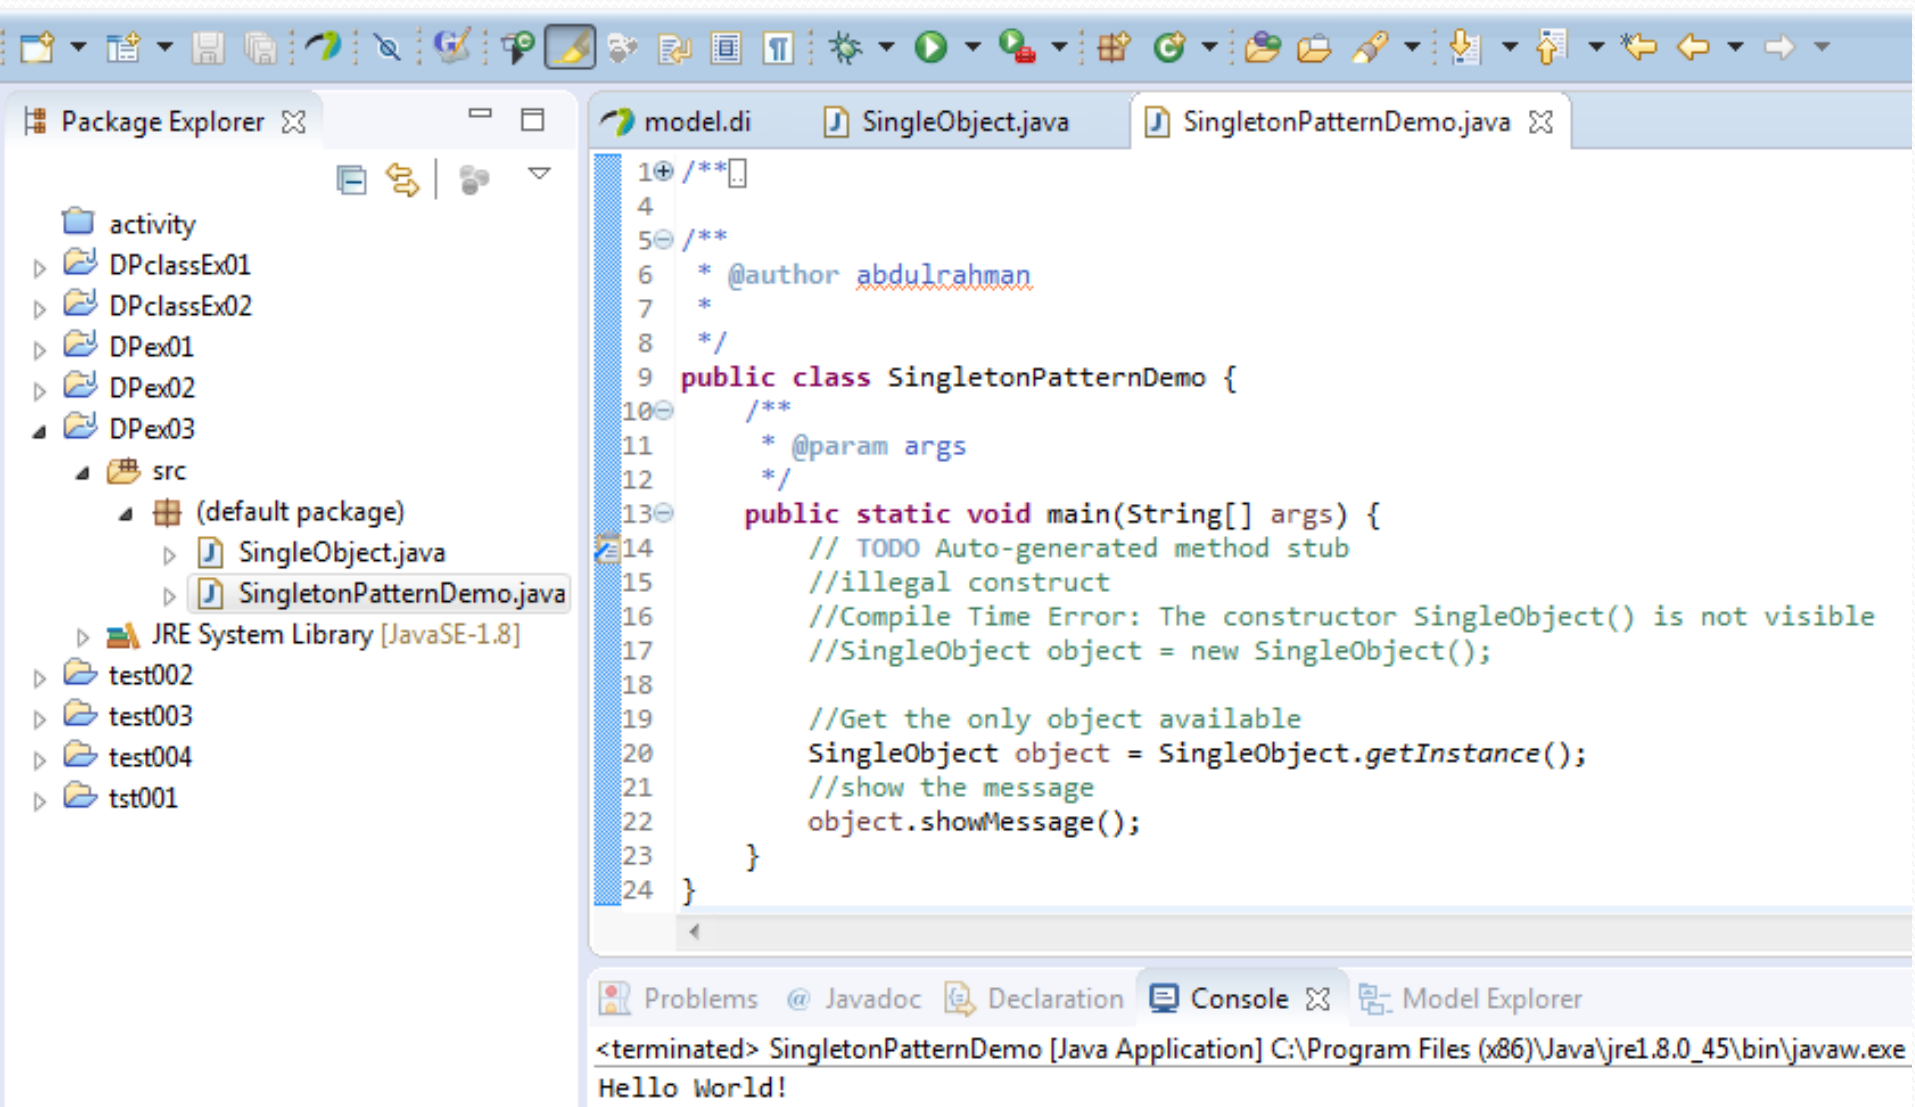 Package Explorer
activity
DPclassEx01
DPclassEx02
DPex01
DPex02
DPex03
src
(default package)
SingleObject.java
SingletonPatternDemo.java
JRE System Library [JavaSE-1.8]
test002
test003
test004
tst001
model.di SingleObject.java SingletonPatternDemo.java
1 /**..
4
5 /**
6 * @author abdulrahman
7 *
8 */
9 public class SingletonPatternDemo {
10 /**
11 * @param args
12 */
13 public static void main(String[] args) {
14 // TODO Auto-generated method stub
15 //illegal construct
16 //Compile Time Error: The constructor SingleObject() is not visible
17 //SingleObject object = new SingleObject();
18
19 //Get the only object available
20 SingleObject object = SingleObject.getInstance();
21 //show the message
22 object.showMessage();
23 }
24 }
Problems @ Javadoc Declaration Console Model Explorer
<terminated> SingletonPatternDemo [Java Application] C:\Program Files (x86)\Java\jre1.8.0_45\bin\javaw.exe
Hello World!